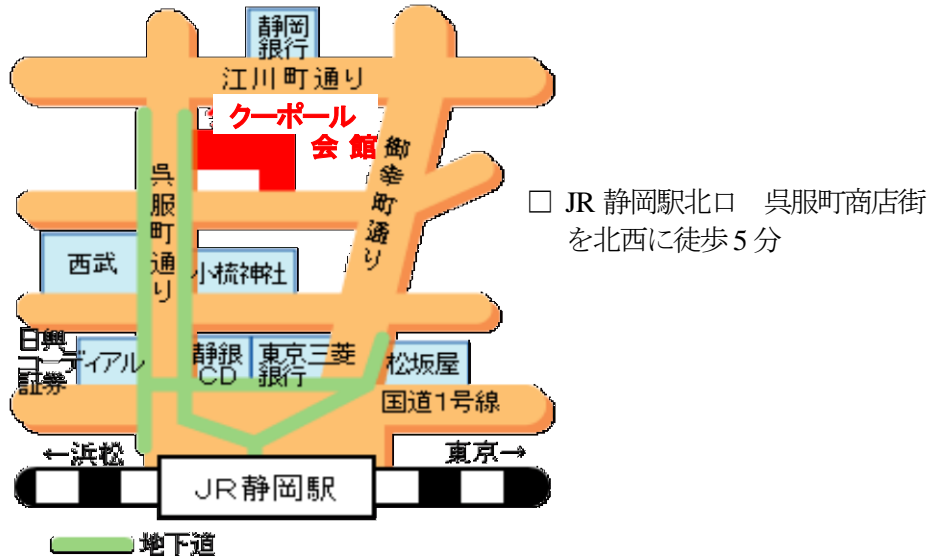 静岡
銀行
江川町通り
クーポール
会館
呉服町通り
御幸町通り
□ JR 静岡駅北口　呉服町商店街
を北西に徒歩5分
西武
小梳神社
日興
コーディアル
証券
静銀
CD
東京三菱
銀行
松坂屋
国道1号線
←浜松
東京→
JR静岡駅
地下道